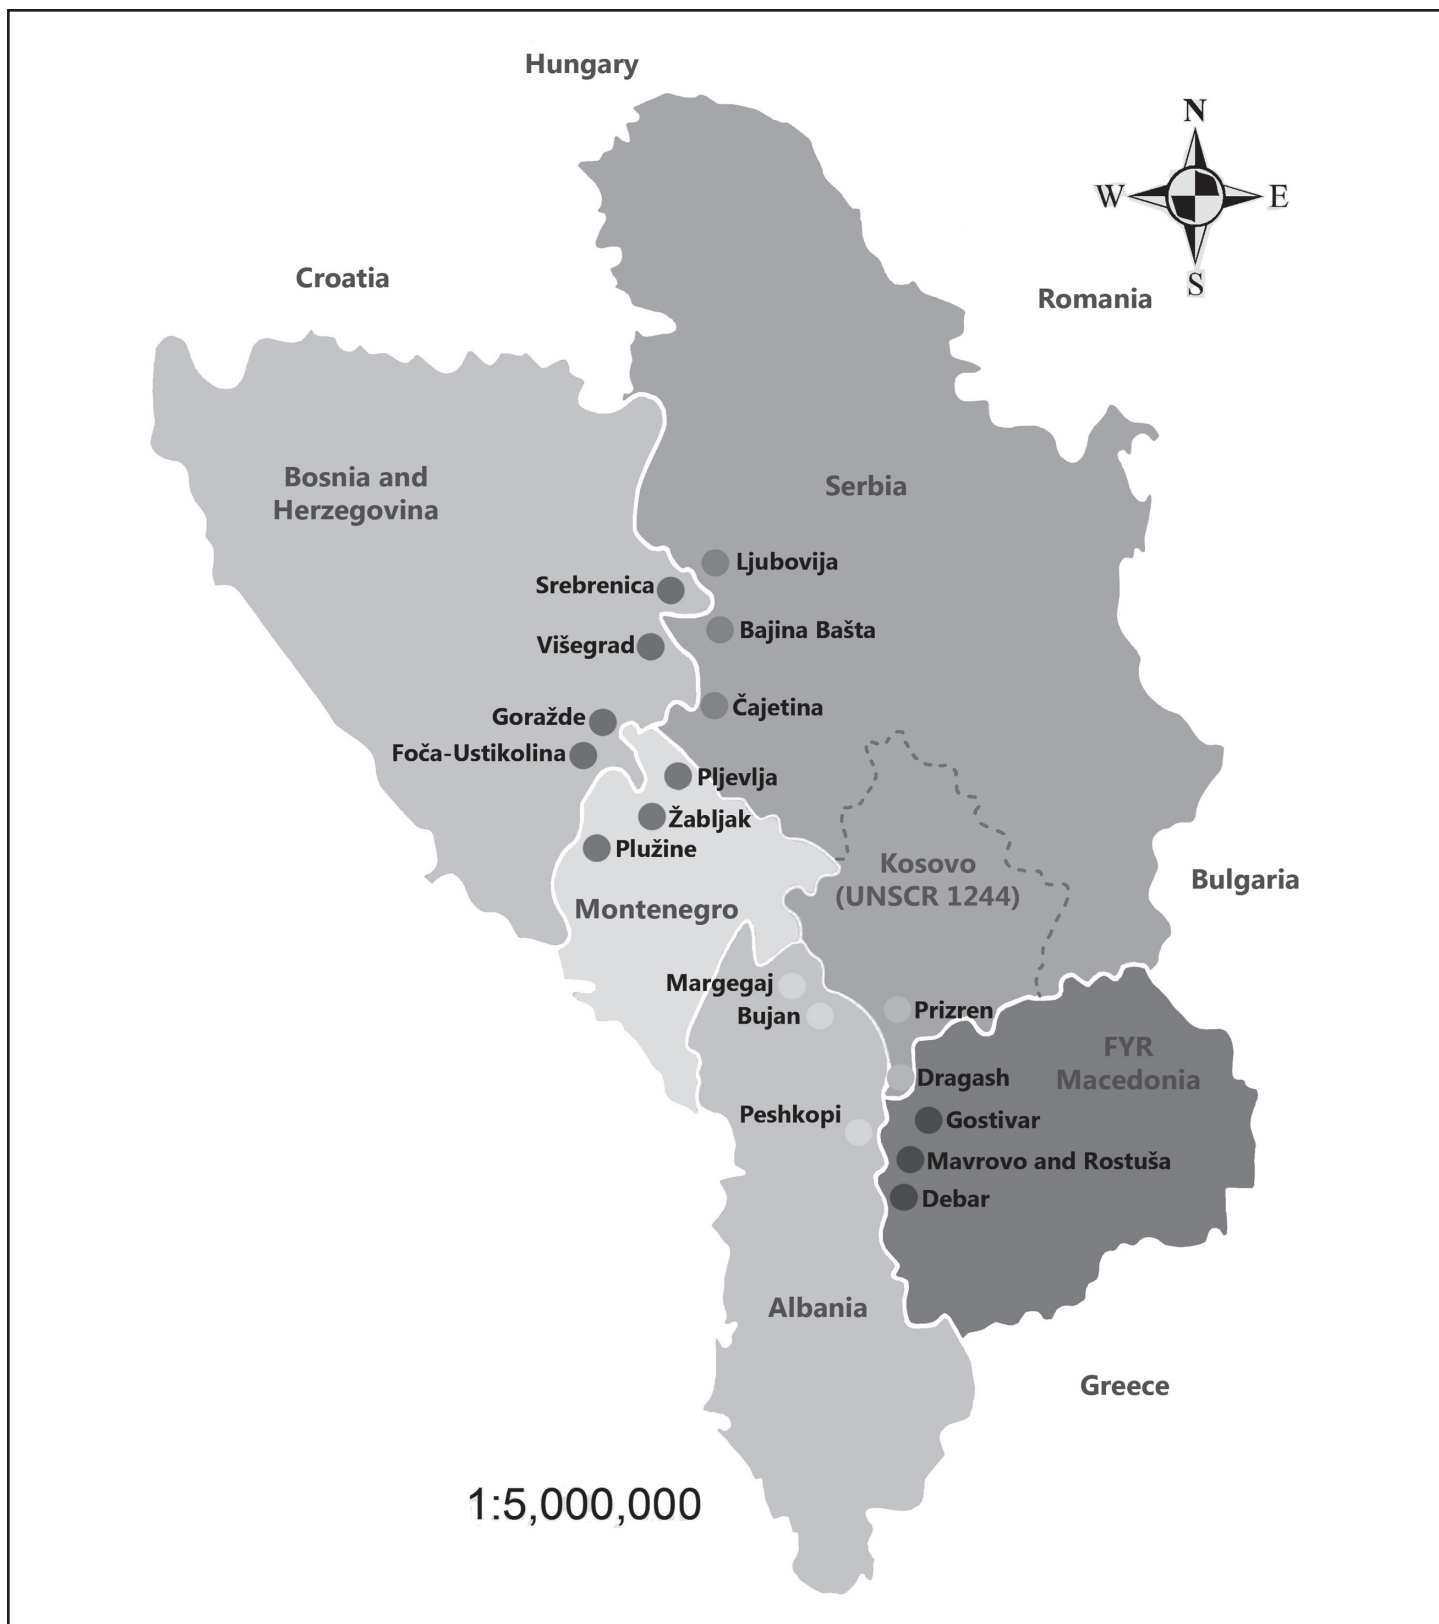 Hungary
N
W
E
S
Croatia
Romania
Bosnia and
Herzegovina
Serbia
Ljubovija
Srebrenica
Bajina Bašta
Višegrad
Čajetina
Goražde
Foča-Ustikolina
Pljevlja
Žabljak
Plužine
Kosovo
(UNSCR 1244)
Bulgaria
Montenegro
Margegaj
Bujan
Prizren
FYR
Macedonia
Dragash
Peshkopi
Gostivar
Mavrovo and Rostuša
Debar
Albania
Greece
1:5,000,000